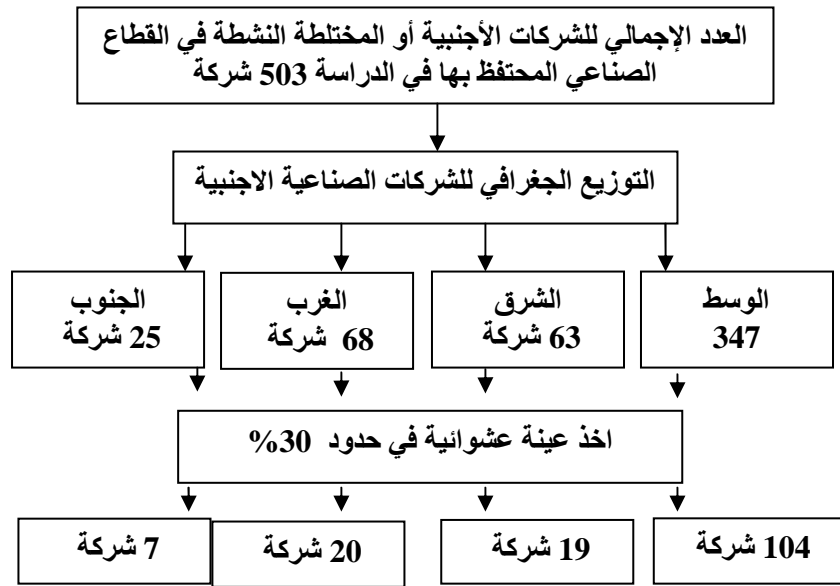 العدد الإجمالي للشركات الأجنبية أو المختلطة النشطة في القطاع
الصناعي المحتفظ بها في الدراسة 503 شركة
التوزيع الجغرافي للشركات الصناعية الاجنبية
الوسط
347
الشرق
63 شركة
الغرب
68 شركة
الجنوب
25 شركة
اخذ عينة عشوائية في حدود 30%
104 شركة
19 شركة
20 شركة
7 شركة